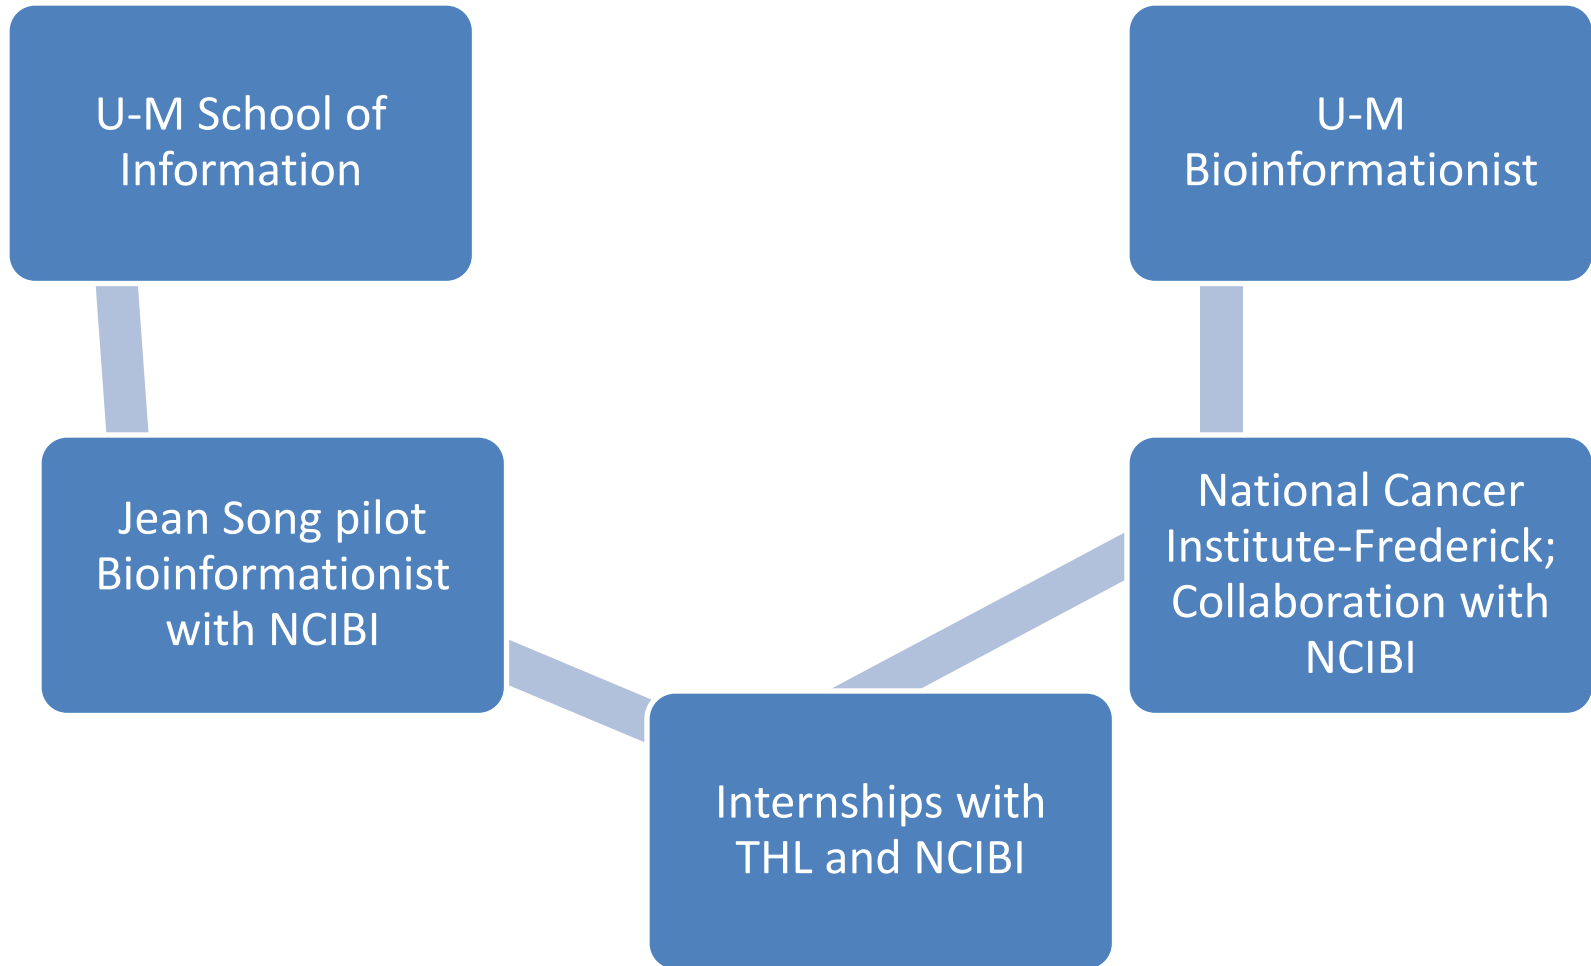 U-M School of
Information
Jean Song pilot
Bioinformationist
with NCIBI
Internships with
THL and NCIBI
National Cancer
Institute-Frederick;
Collaboration with
NCIBI
U-M
Bioinformationist